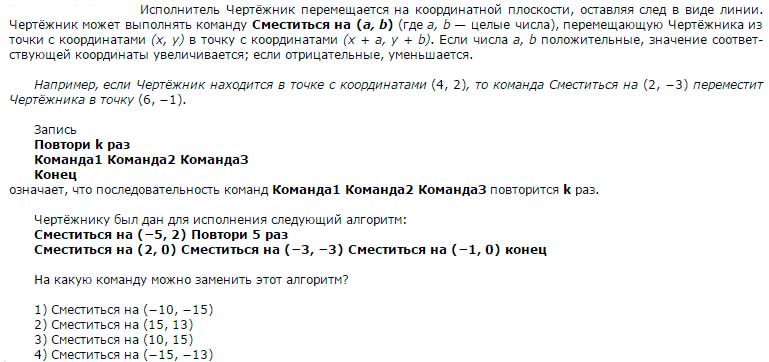 Исполнитель Чертёжник перемещается на координатной плоскости, оставляя след в виде линии.
Чертёжник может выполнять команду Сместиться на (a, b) (где a, b — целые числа), перемещающую Чертёжника из
точки с координатами (x, y) в точку с координатами (x + a, y + b). Если числа a, b положительные, значение соответ-
ствующей координаты увеличивается; если отрицательные, уменьшается.
Например, если Чертёжник находится в точке с координатами (4, 2), то команда Сместиться на (2, −3) переместит
Чертёжника в точку (6, −1).
Запись
Повтори k раз
Команда1 Команда2 Команда3
Конец
означает, что последовательность команд Команда1 Команда2 Команда3 повторится k раз.
Чертёжнику был дан для исполнения следующий алгоритм:
Сместиться на (−5, 2) Повтори 5 раз
Сместиться на (2, 0) Сместиться на (−3, −3) Сместиться на (−1, 0) конец
На какую команду можно заменить этот алгоритм?
1) Сместиться на (−10, −15)
2) Сместиться на (15, 13)
3) Сместиться на (10, 15)
4) Сместиться на (−15, −13)